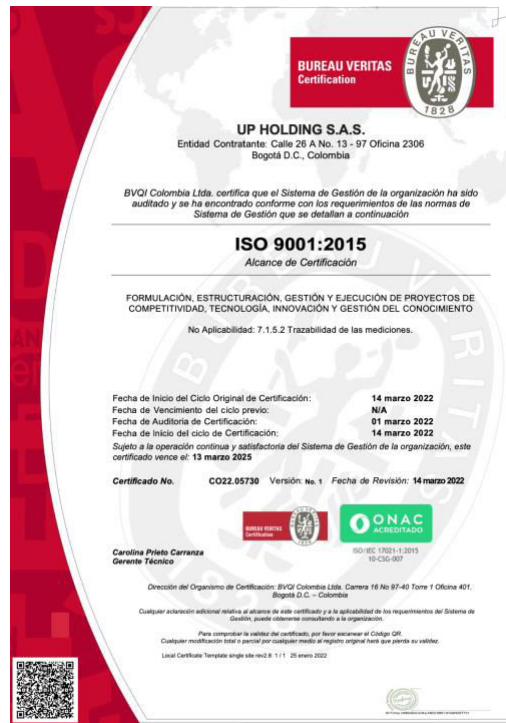 BUREAU VERITAS
Certification
BUREAU VERITAS
1828
UP HOLDING S.A.S.
Entidad Contratante: Calle 26 A No. 13 - 97 Oficina 2306
Bogotá D.C., Colombia
BVQI Colombia Ltda. certifica que el Sistema de Gestión de la organización ha sido
auditado y se ha encontrado conforme con los requerimientos de las normas de
Sistema de Gestión que se detallan a continuación
ISO 9001:2015
Alcance de Certificación
FORMULACIÓN, ESTRUCTURACIÓN, GESTIÓN Y EJECUCIÓN DE PROYECTOS DE
COMPETITIVIDAD, TECNOLOGÍA, INNOVACIÓN Y GESTIÓN DEL CONOCIMIENTO
No Aplicabilidad: 7.1.5.2 Trazabilidad de las mediciones.
Fecha de Inicio del Ciclo Original de Certificación: 14 marzo 2022
Fecha de Vencimiento del ciclo previo: N/A
Fecha de Auditoria de Certificación: 01 marzo 2022
Fecha de Inicio del ciclo de Certificación: 14 marzo 2022
Sujeto a la operación continua y satisfactoria del Sistema de Gestión de la organización, este
certificado vence el: 13 marzo 2025
Certificado No. CO22.05730 Versión: No. 1 Fecha de Revisión: 14 marzo 2022
BUREAU VERITAS
Certification
ONAC
ACREDITADO
ISO/IEC 17021-1:2015
10-CSG-007
Carolina Prieto Carranza
Gerente Técnico
Dirección del Organismo de Certificación: BVQI Colombia Ltda. Carrera 16 No 97-40 Torre 1 Oficina 401.
Bogotá D.C. – Colombia
Cualquier aclaración adicional relativa al alcance de este certificado y a la aplicabilidad de los requerimientos del Sistema de
Gestión, puede obtenerse consultando a la organización.
Para comprobar la validez del certificado, por favor escanear el Código QR.
Cualquier modificación total o parcial por cualquier medio al registro original hará que pierda su validez.
Local Certificate Template single site rev2.8 1 / 1 25 enero 2022